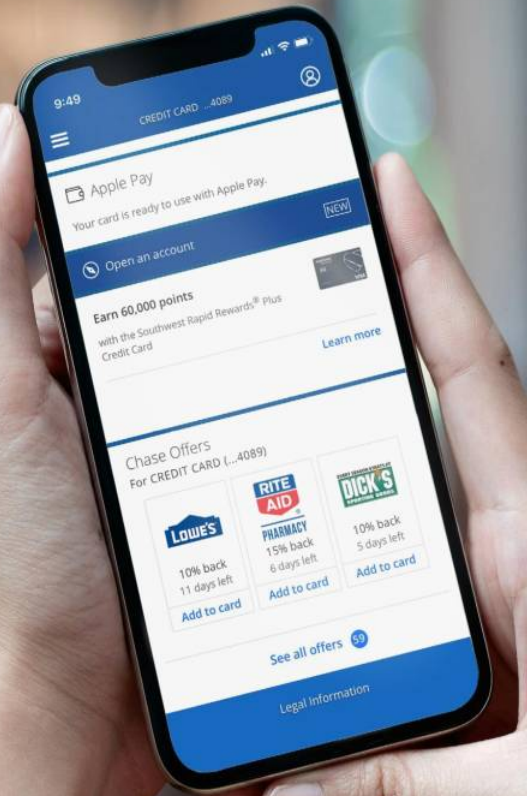 9:49
CREDIT CARD ...4089
Apple Pay
Your card is ready to use with Apple Pay.
Open an account
NEW
Earn 60,000 points
with the Southwest Rapid Rewards® Plus
Credit Card
Learn more
Chase Offers
For CREDIT CARD (...4089)
LOWE'S
10% back
11 days left
Add to card
RITE
AID
®
PHARMACY
15% back
6 days left
Add to card
EVERY SEASON STARTS AT
DICK'S
SPORTING GOODS
10% back
5 days left
Add to card
See all offers 59
Legal Information